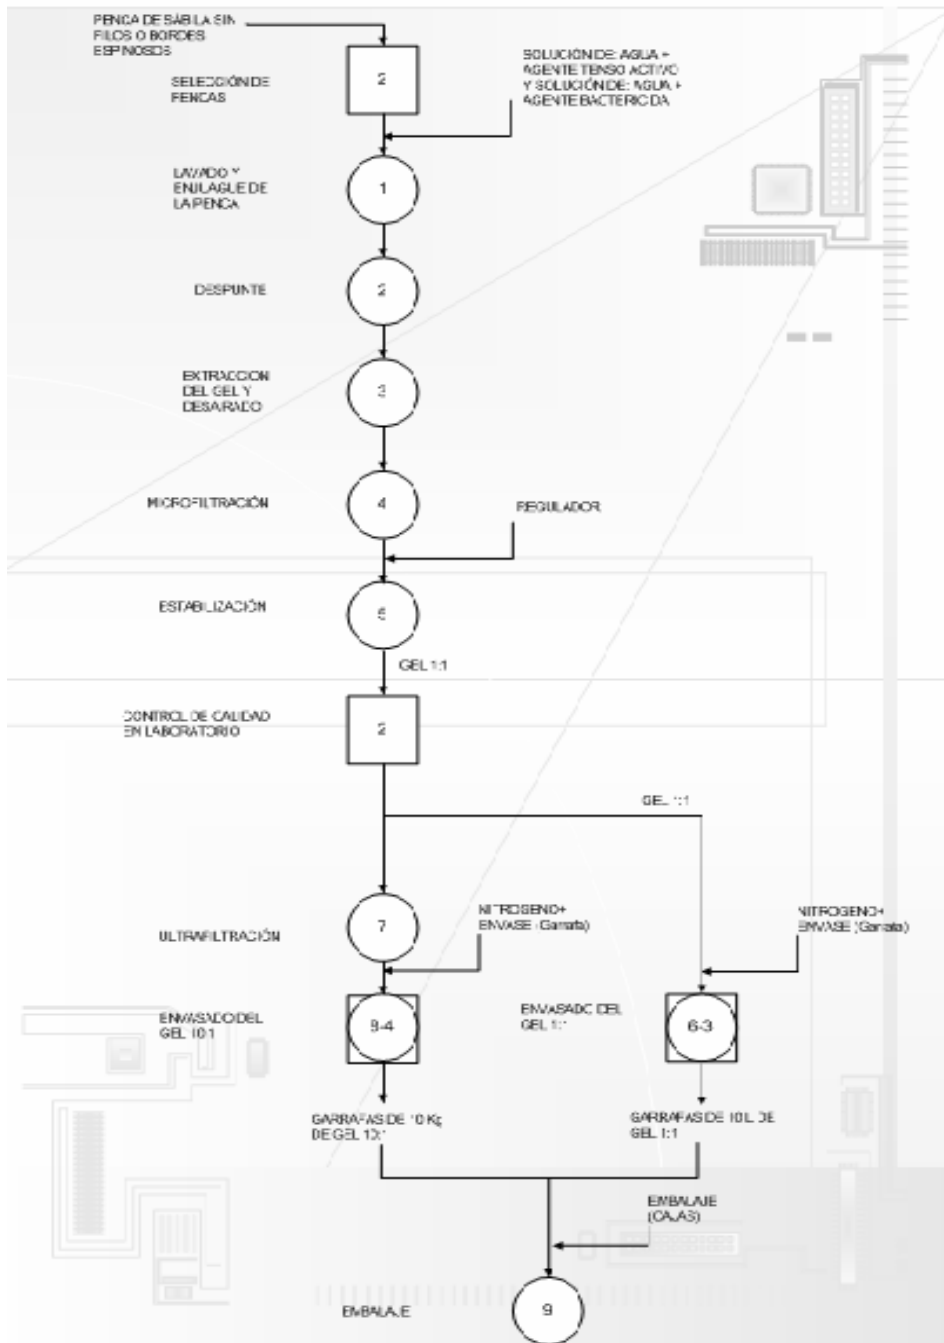 PENCA DE SÁBILA SIN
FILOS O BORDES
ESPINOSOS
SOLUCIÓN DE: AGUA +
AGENTE TENSO ACTIVO
Y SOLUCIÓN DE: AGUA +
AGENTE BACTERICIDA
2
SELECCIÓN DE
PENCAS
LAVADO Y
ENJUAGUE DE
LA PENCA
1
DESPUNTE
2
EXTRACCION
DEL GEL Y
DESAIRADO
3
MICROFILTRACIÓN
4
REGULADOR
ESTABILIZACIÓN
5
GEL 1:1
CONTROL DE CALIDAD
EN LABORATORIO
2
GEL 1:1
ULTRAFILTRACIÓN
7
NITROGENO+
ENVASE (Garrafa)
NITROGENO+
ENVASE (Garrafa)
ENVASADO DEL
GEL 10:1
8-4
ENVASADO DEL
GEL 1:1
6-3
GARRAFAS DE 10 Kg
DE GEL 10:1
GARRAFAS DE 10 L DE
GEL 1:1
EMBALAJE
(CAJAS)
EMBALAJE
9